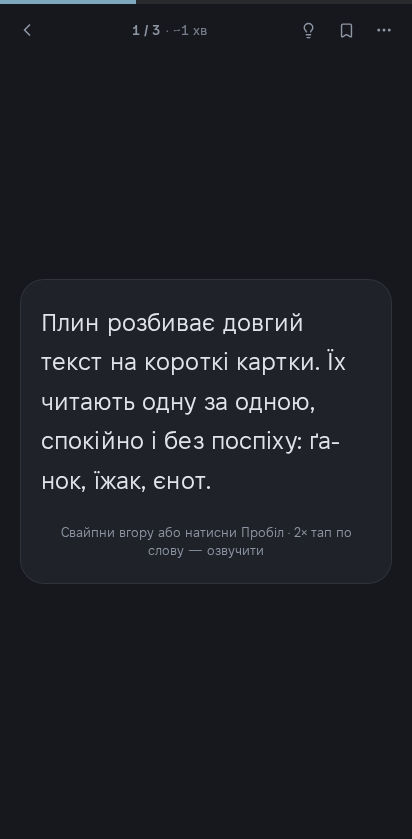 1 / 3 · ~1 хв
Плин розбиває довгий
текст на короткі картки. Їх
читають одну за одною,
спокійно і без поспіху: ґа-
нок, їжак, єнот.
Свайпни вгору або натисни Пробіл · 2× тап по
слову — озвучити